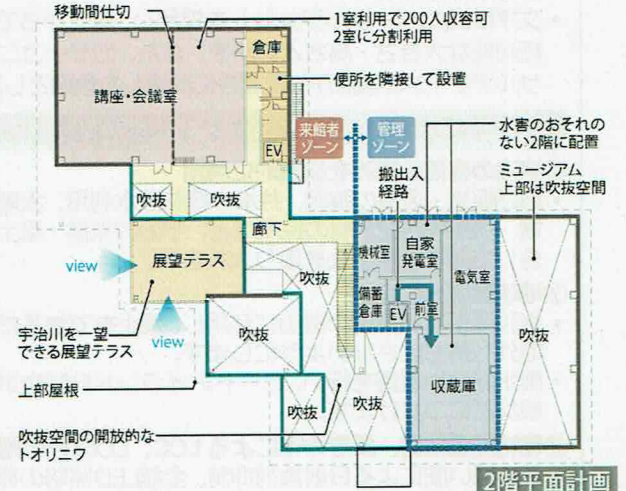 移動間仕切
1室利用で200人収容可
2室に分割利用
倉庫
便所を隣接して設置
講座・会議室
EV
来館者
ゾーン
管理
ゾーン
水害のおそれの
ない2階に配置
ミュージアム
上部は吹抜空間
搬出入
経路
吹抜
吹抜
廊下
展望テラス
view
view
機械室
自家
発電室
電気室
吹抜
備蓄
倉庫
EV
前室
吹抜
吹抜
宇治川を一望
できる展望テラス
上部屋根
収蔵庫
吹抜
吹抜
吹抜空間の開放的な
トオリニワ
2階平面計画